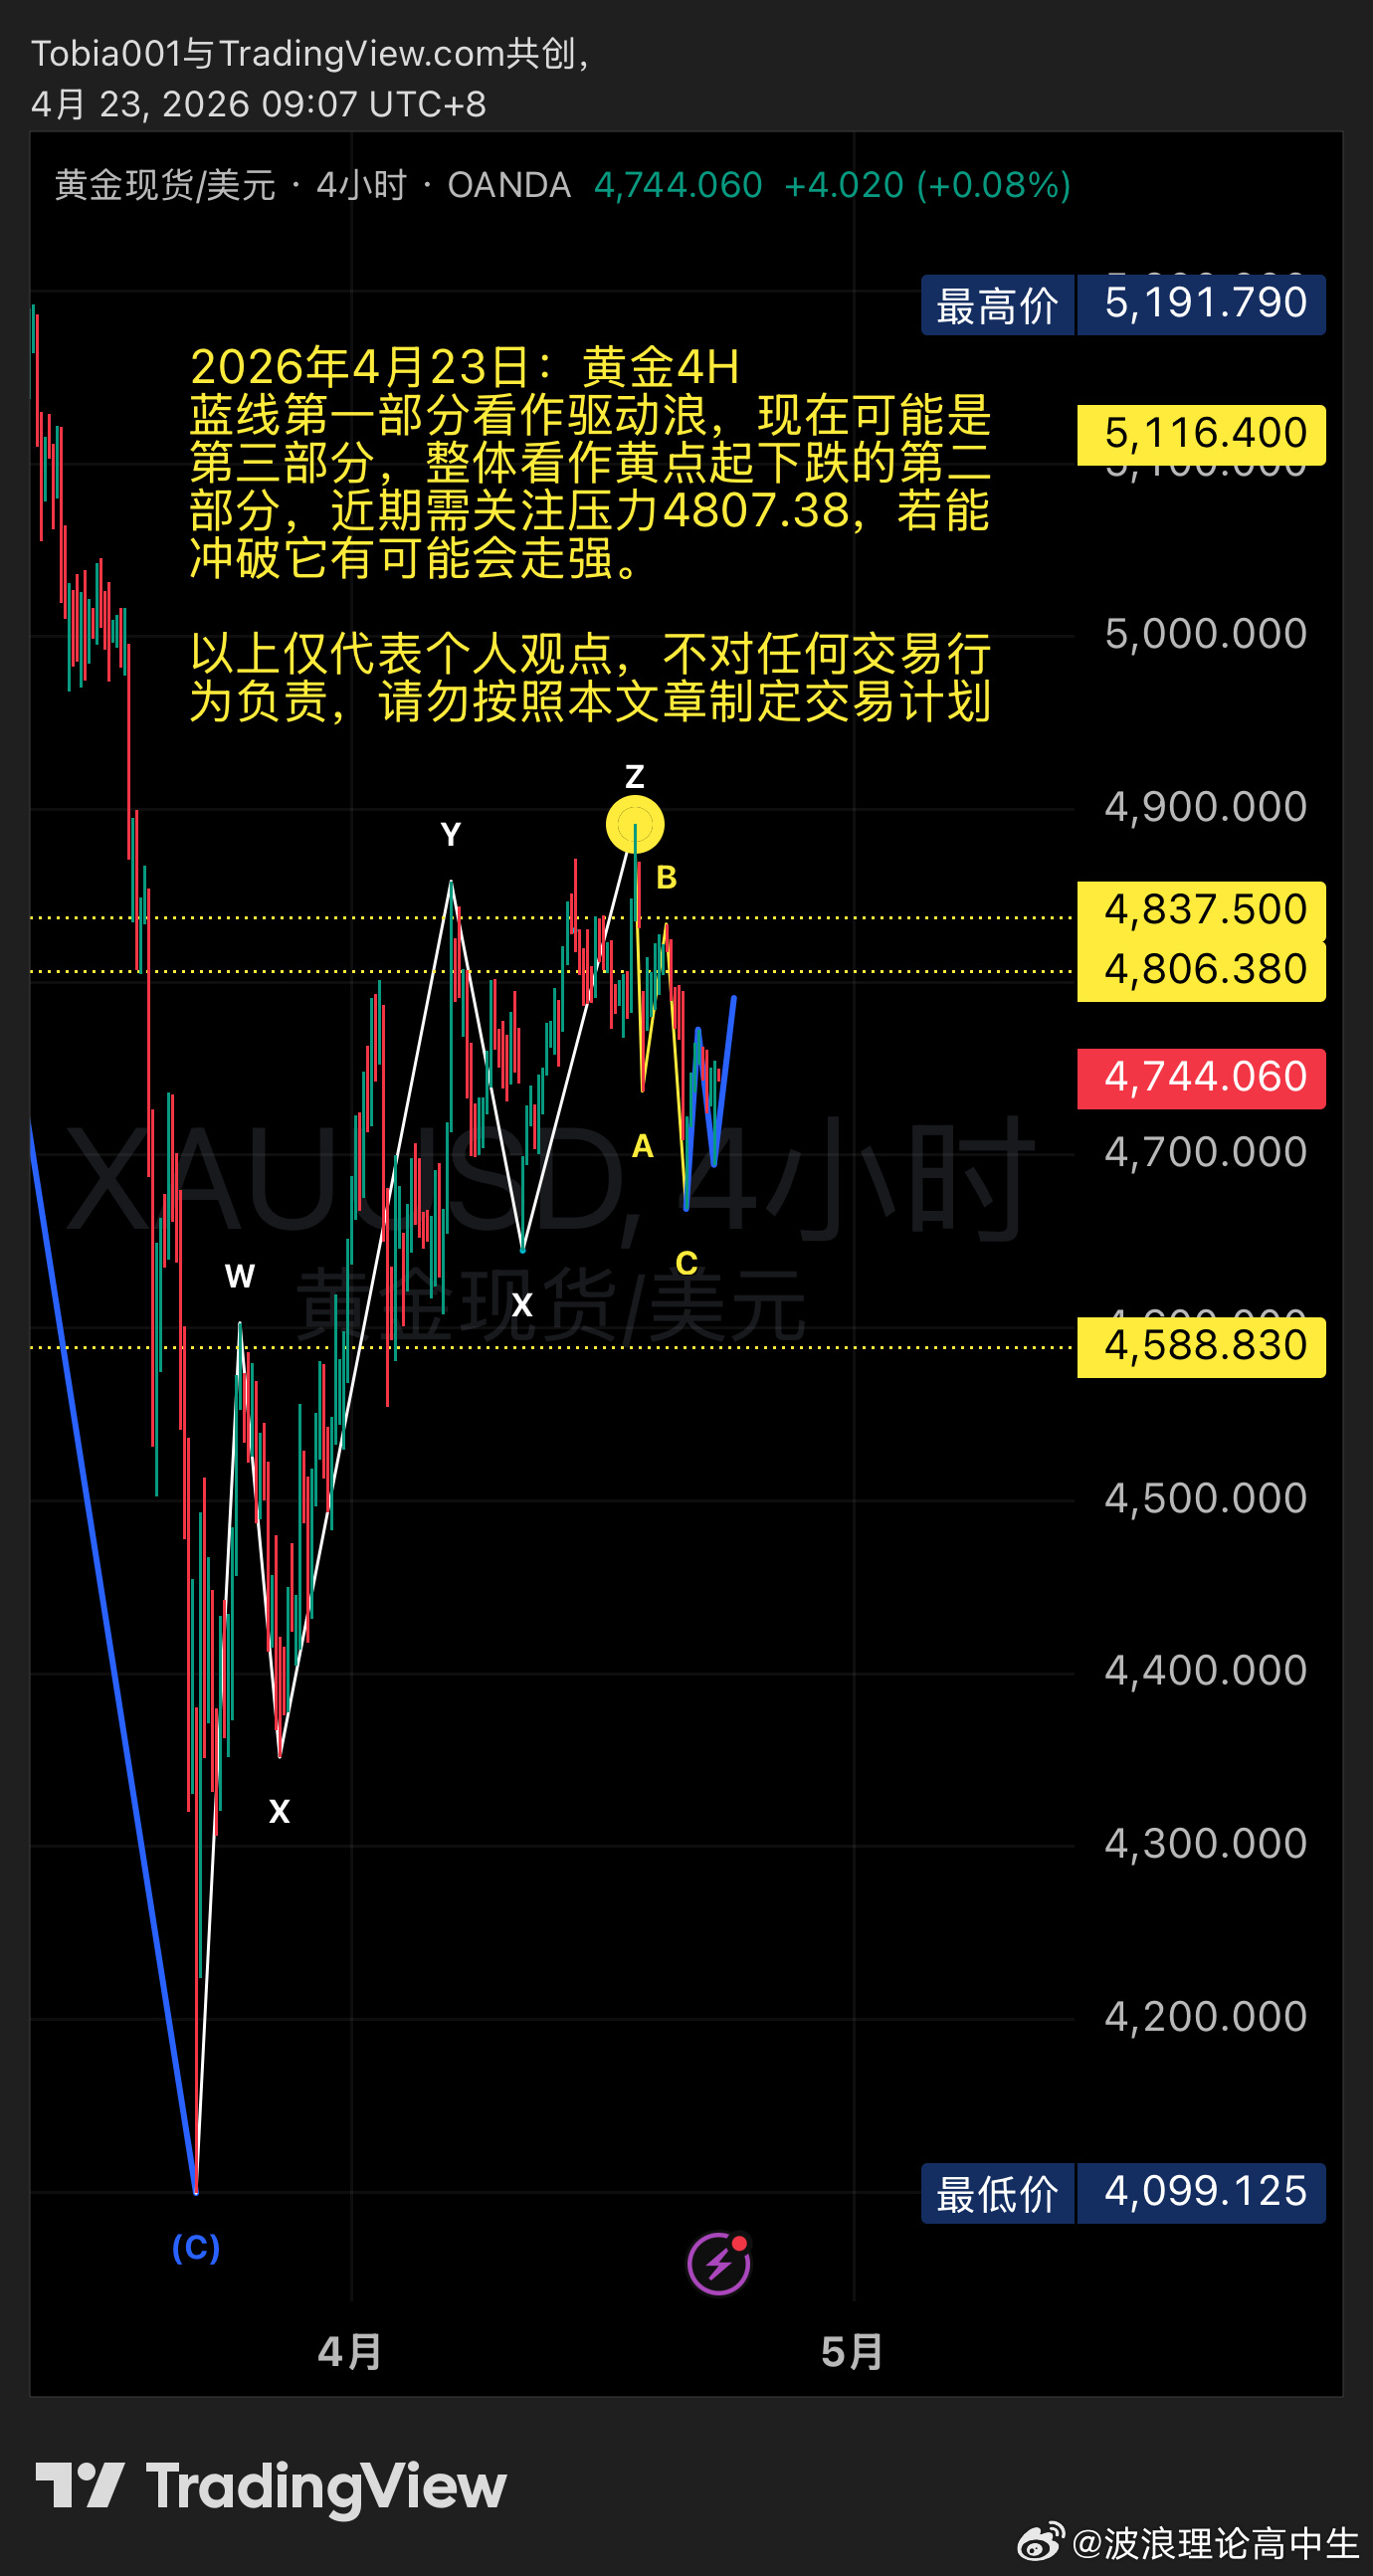 Tobia001与TradingView.com共创,
4月 23, 2026 09:07 UTC+8
黄金现货/美元 · 4小时 · OANDA 4,744.060 +4.020 (+0.08%)
最高价 5,191.790
2026年4月23日：黄金4H
蓝线第一部分看作驱动浪，现在可能是
第三部分，整体看作黄点起下跌的第二
部分，近期需关注压力4807.38，若能
冲破它有可能会走强。
以上仅代表个人观点，不对任何交易行
为负责，请勿按照本文章制定交易计划
5,116.400
5,100.000
5,000.000
Z
4,900.000
Y
B
4,837.500
4,806.380
4,744.060
A
4,700.000
XAUUSD, 4小时
黄金现货/美元
C
W
X
4,588.830
4,500.000
4,400.000
X
4,300.000
4,200.000
最低价 4,099.125
(C)
4月 5月
TradingView
@波浪理论高中生